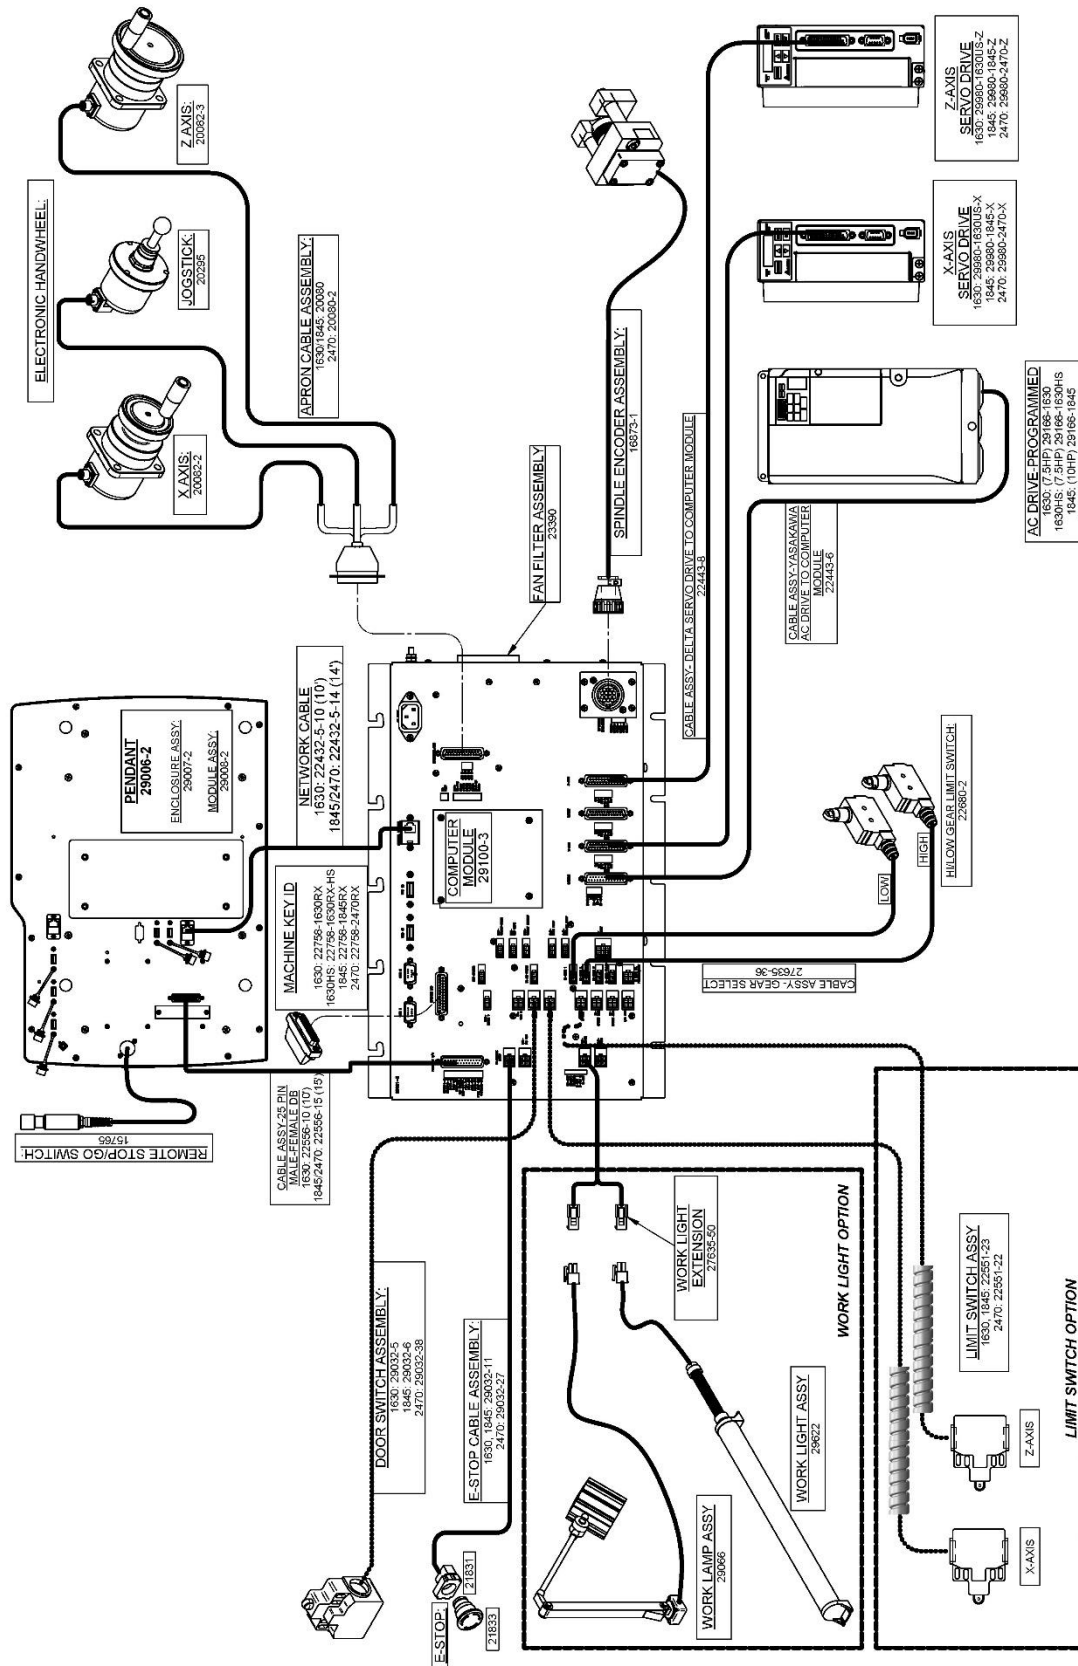 ELECTRONIC HANDWHEEL:
Z AXIS:
20082-3
JOGSTICK:
20295
X AXIS:
20082-2
APRON CABLE ASSEMBLY:
1630/1845: 20080
2470: 20080-2
PENDANT
29006-2
ENCLOSURE ASSY:
29007-2
MODULE ASSY:
29008-2
REMOTE STOP/GO SWITCH:
15765
NETWORK CABLE
1630: 22432-5-10 (10')
1845/2470: 22432-5-14 (14')
MACHINE KEY ID
1630: 22758-1630RX
1630HS: 22758-1630RX-HS
1845: 22758-1845RX
2470: 22758-2470RX
CABLE ASSY-25 PIN
MALE-FEMALE DB
1630: 22556-10 (10')
1845/2470: 22556-15 (15')
FAN FILTER ASSEMBLY
23390
COMPUTER
MODULE
29100-3
SPINDLE ENCODER ASSEMBLY:
16873-1
CABLE ASSY- DELTA SERVO DRIVE TO COMPUTER MODULE
22443-8
CABLE ASSY-YASAKAWA
AC DRIVE TO COMPUTER
MODULE
22443-6
Z-AXIS
SERVO DRIVE
1630: 29980-1630US-Z
1845: 29980-1845-Z
2470: 29980-2470-Z
X-AXIS
SERVO DRIVE
1630: 29980-1630US-X
1845: 29980-1845-X
2470: 29980-2470-X
AC DRIVE-PROGRAMMED
1630: (7.5HP) 29166-1630
1630HS: (7.5HP) 29166-1630HS
1845: (10HP) 29166-1845
LOW
HIGH
HI/LOW GEAR LIMIT SWITCH:
22680-2
CABLE ASSY- GEAR SELECT
27635-36
DOOR SWITCH ASSEMBLY:
1630: 29032-5
1845: 29032-6
2470: 29032-38
E-STOP CABLE ASSEMBLY:
1630, 1845: 29032-11
2470: 29032-27
E-STOP:
21831
21833
WORK LIGHT
EXTENSION
27635-50
WORK LIGHT OPTION
WORK LAMP ASSY
29066
WORK LIGHT ASSY
29622
LIMIT SWITCH ASSY
1630, 1845: 22551-23
2470: 22551-22
Z-AXIS
X-AXIS
LIMIT SWITCH OPTION